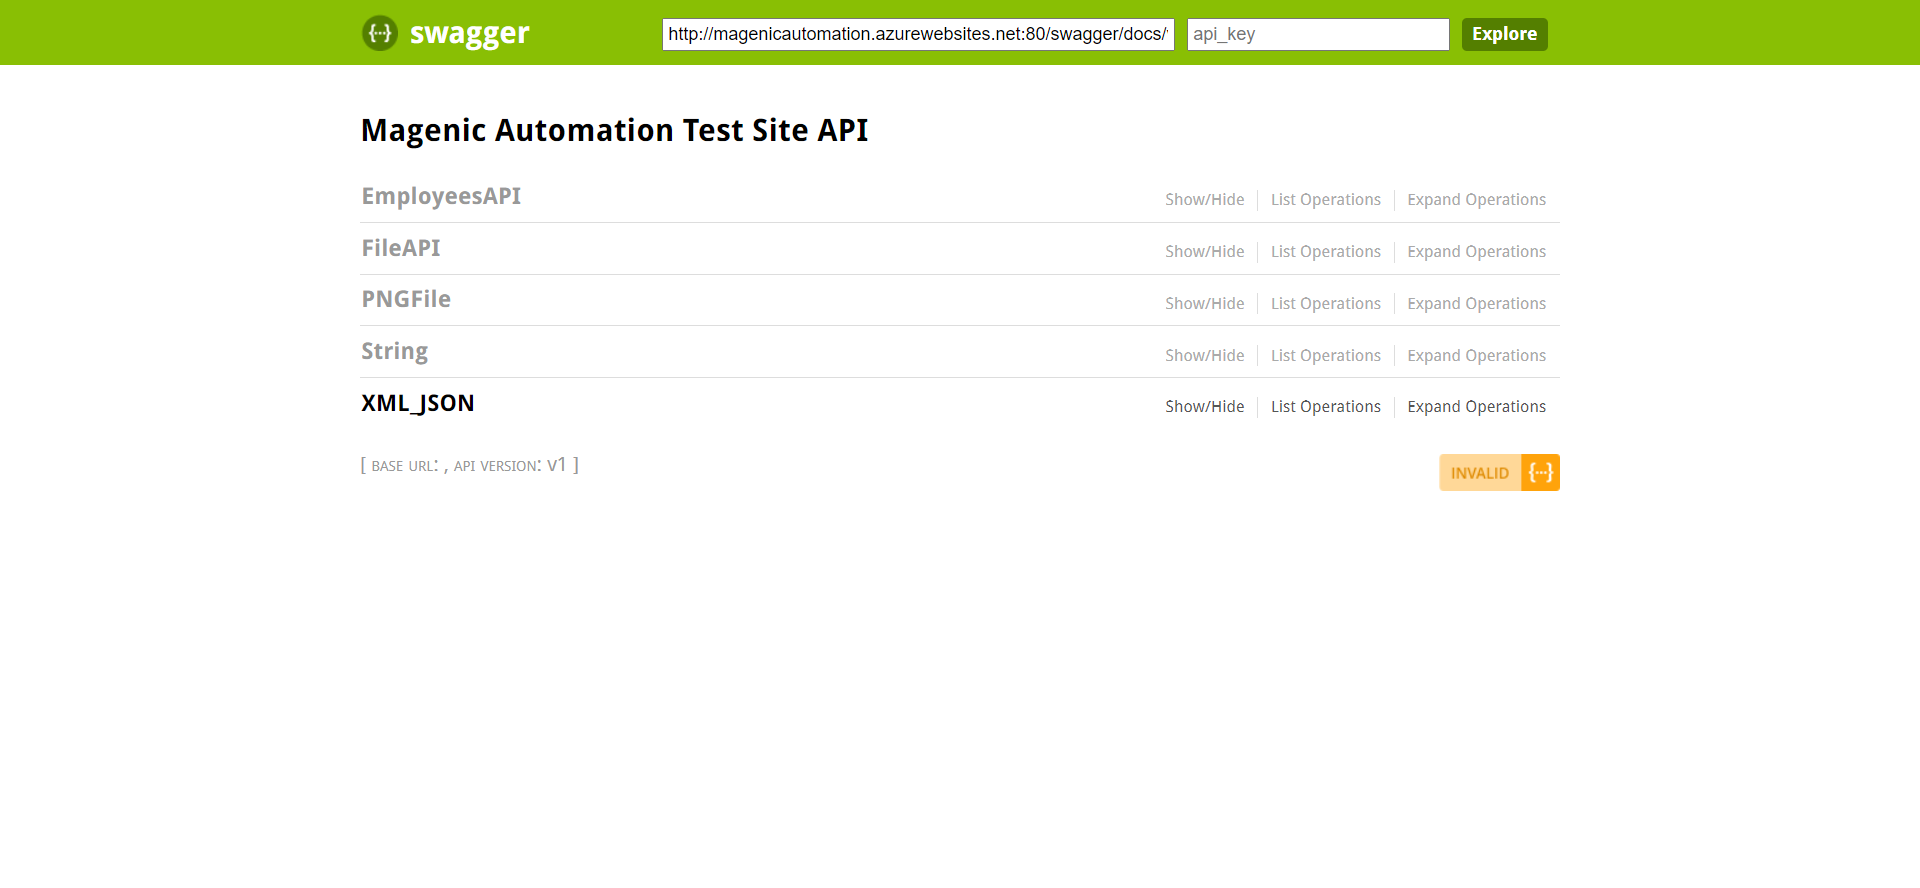 swagger http://magenicautomation.azurewebsites.net:80/swagger/docs/ api_key Explore
Magenic Automation Test Site API
EmployeesAPI Show/Hide List Operations Expand Operations
FileAPI Show/Hide List Operations Expand Operations
PNGFile Show/Hide List Operations Expand Operations
String Show/Hide List Operations Expand Operations
XML_JSON Show/Hide List Operations Expand Operations
[ BASE URL: , API VERSION: V1 ] INVALID {···}